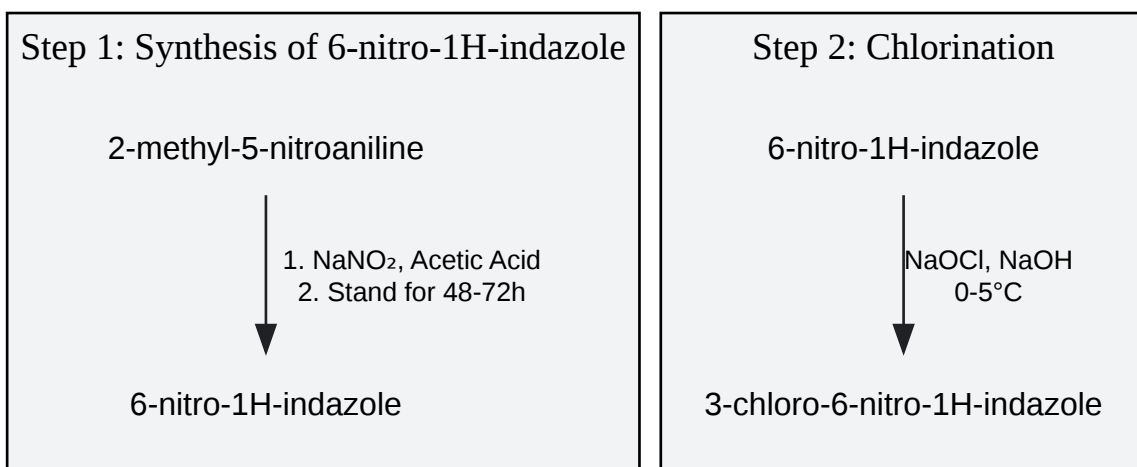 Step 1: Synthesis of 6-nitro-1H-indazole
2-methyl-5-nitroaniline
1. NaNO₂, Acetic Acid
2. Stand for 48-72h
6-nitro-1H-indazole
Step 2: Chlorination
6-nitro-1H-indazole
NaOCl, NaOH
0-5°C
3-chloro-6-nitro-1H-indazole